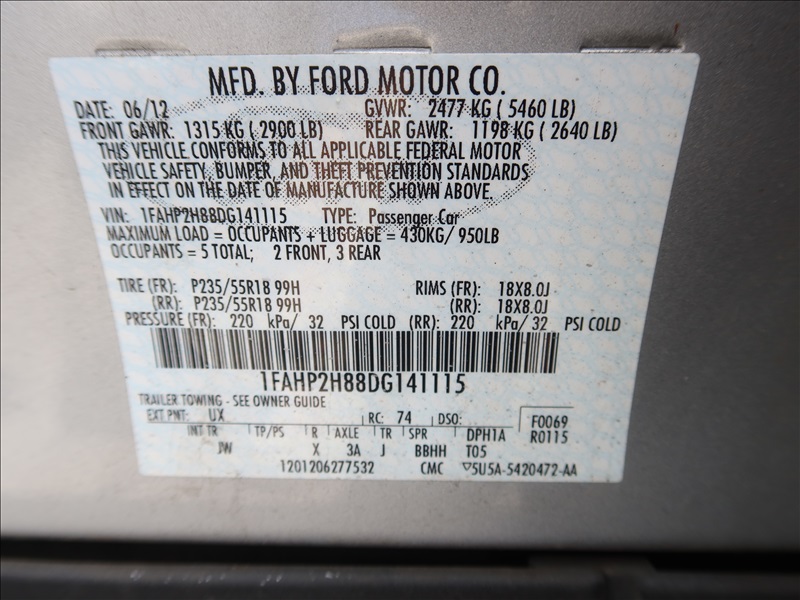 MFD. BY FORD MOTOR CO.
DATE: 06/12 GVWR: 2477 KG ( 5460 LB)
FRONT GAWR: 1315 KG ( 2900 LB) REAR GAWR: 1198 KG ( 2640 LB)
THIS VEHICLE CONFORMS TO ALL APPLICABLE FEDERAL MOTOR
VEHICLE SAFETY, BUMPER, AND THEFT PREVENTION STANDARDS
IN EFFECT ON THE DATE OF MANUFACTURE SHOWN ABOVE.
VIN: 1FAHP2H88DG141115 TYPE: Passenger Car
MAXIMUM LOAD = OCCUPANTS + LUGGAGE = 430KG/ 950LB
OCCUPANTS = 5 TOTAL; 2 FRONT, 3 REAR
TIRE (FR): P235/55R18 99H RIMS (FR): 18X8.0J
(RR): P235/55R18 99H (RR): 18X8.0J
PRESSURE (FR): 220 kPa/ 32 PSI COLD (RR): 220 kPa/ 32 PSI COLD
1FAHP2H88DG141115
TRAILER TOWING - SEE OWNER GUIDE
EXT PNT: UX RC: 74 DSO: F0069
INT TR TP/PS R AXLE TR SPR DPH1A R0115
JW X 3A J BBHH T05
1201206277532 CMC ▽5U5A-5420472-AA